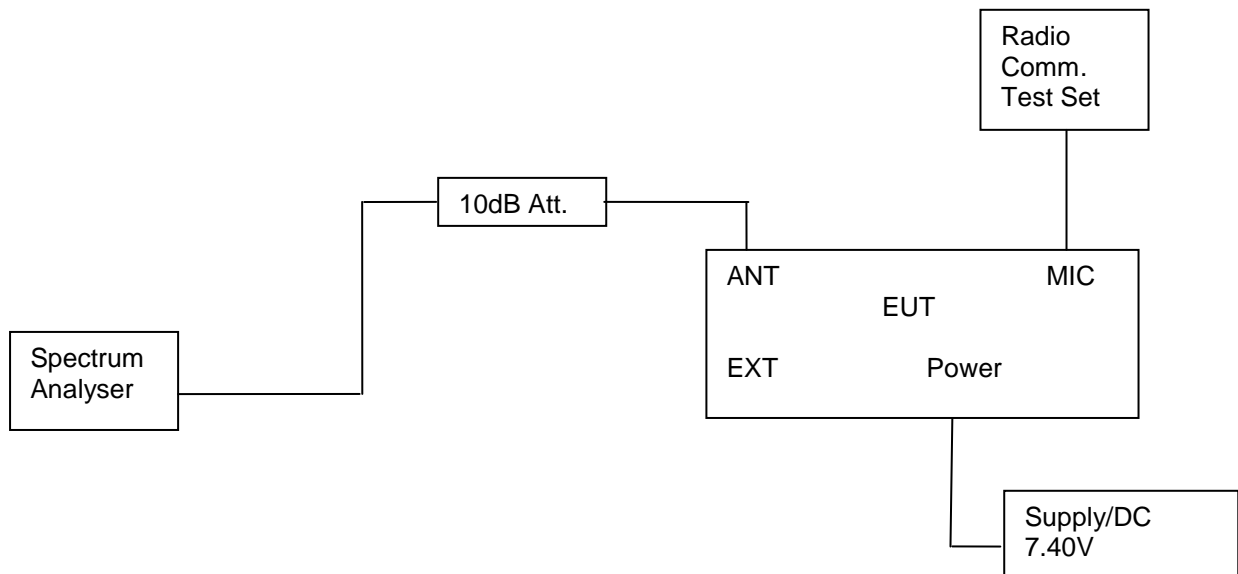 Radio
Comm.
Test Set
10dB Att.
ANT
MIC
EUT
Spectrum
Analyser
EXT
Power
Supply/DC
7.40V